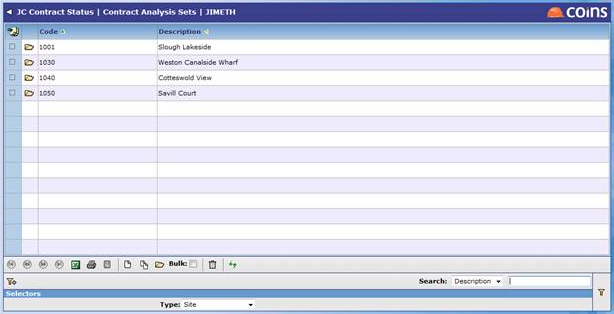 JC Contract Status | Contract Analysis Sets | JIMETH COINS
Code Description
1001 Slough Lakeside
1030 Weston Canalside Wharf
1040 Cotteswold View
1050 Savill Court
Bulk:
Search: Description
Selectors
Type: Site